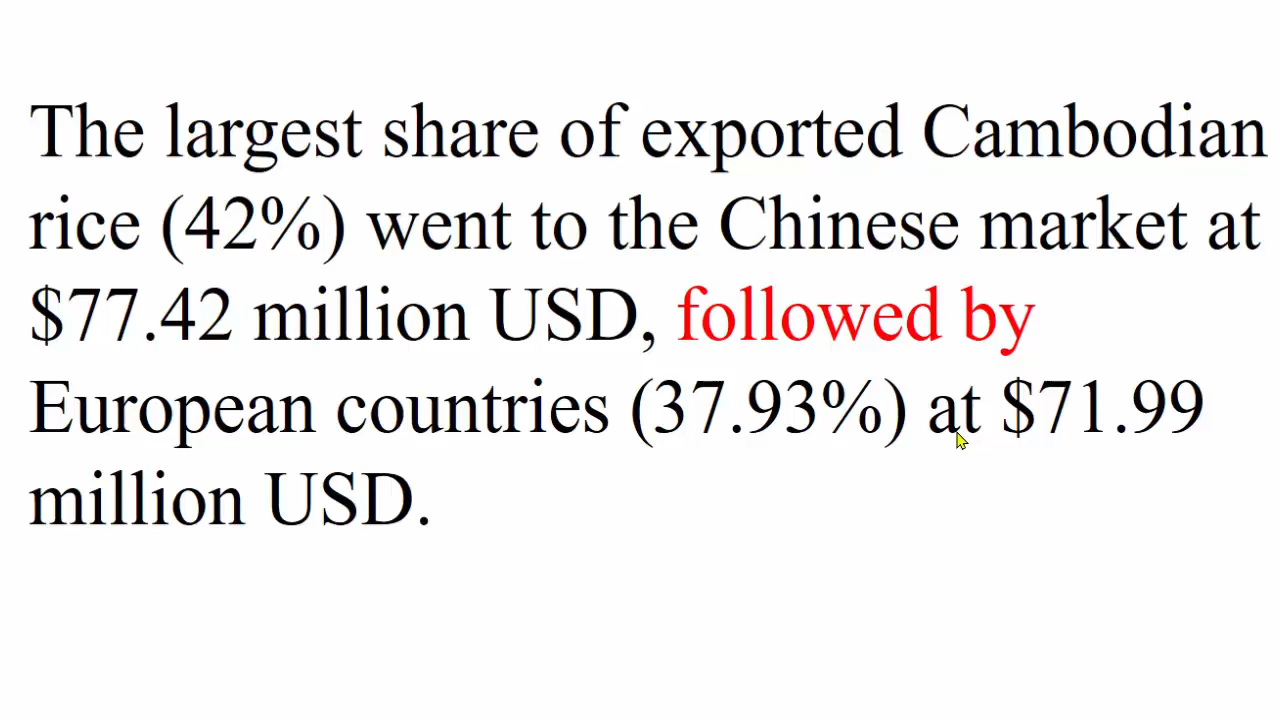 The largest share of exported Cambodian
rice (42%) went to the Chinese market at
$77.42 million USD, followed by
European countries (37.93%) at $71.99
million USD.